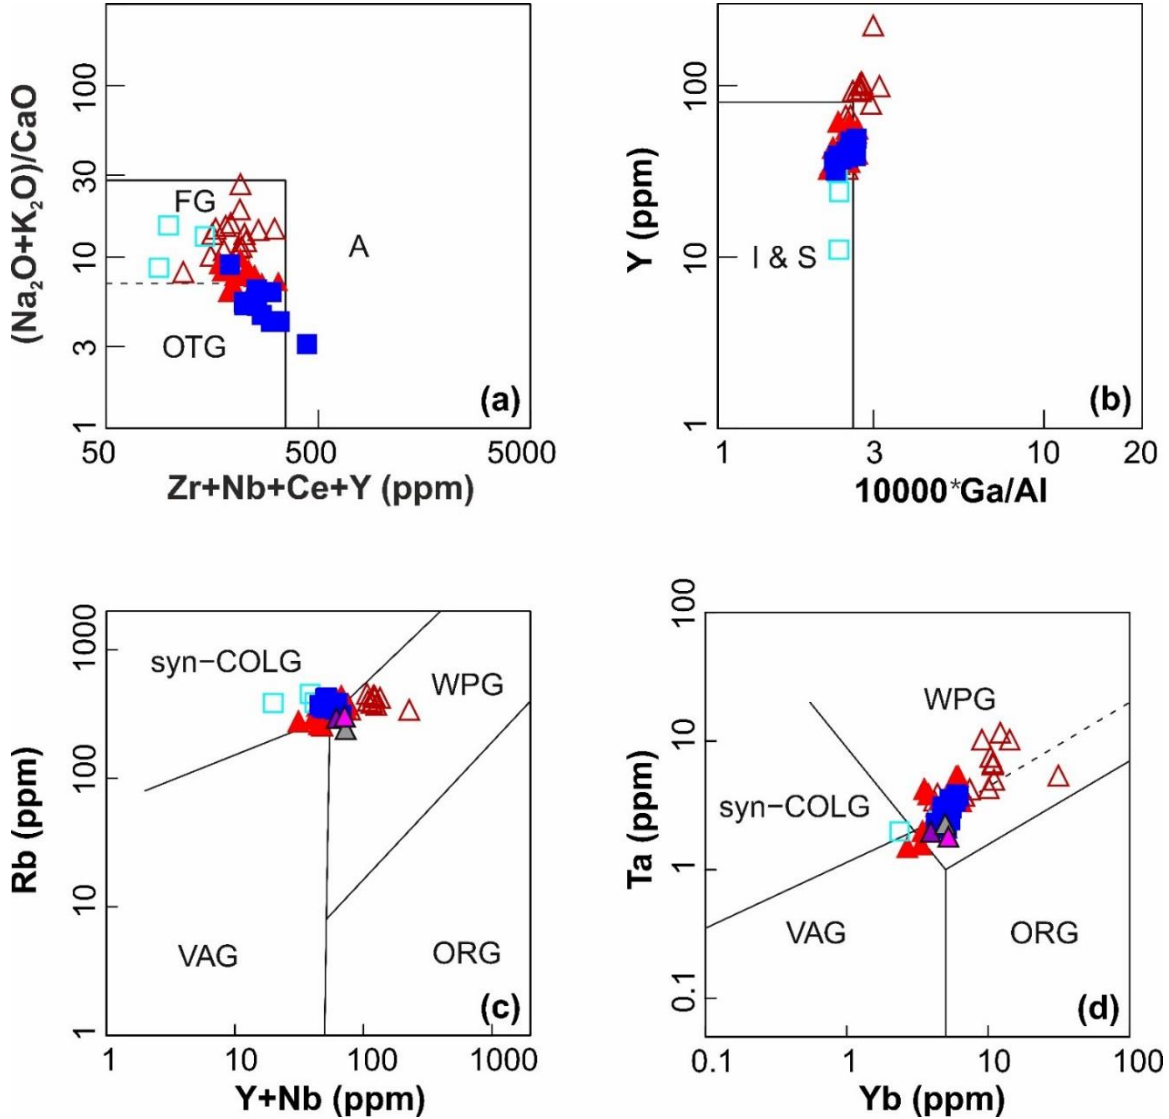 (Na₂O+K₂O)/CaO
100
30
10
3
1
FG
A
OTG
(a)
50
500
5000
Zr+Nb+Ce+Y (ppm)
Y (ppm)
100
10
1
I & S
(b)
1
3
10
20
10000*Ga/Al
Rb (ppm)
1000
100
10
1
syn−COLG
WPG
VAG
ORG
(c)
1
10
100
1000
Y+Nb (ppm)
Ta (ppm)
100
10
1
0.1
WPG
syn−COLG
VAG
ORG
(d)
0.1
1
10
100
Yb (ppm)